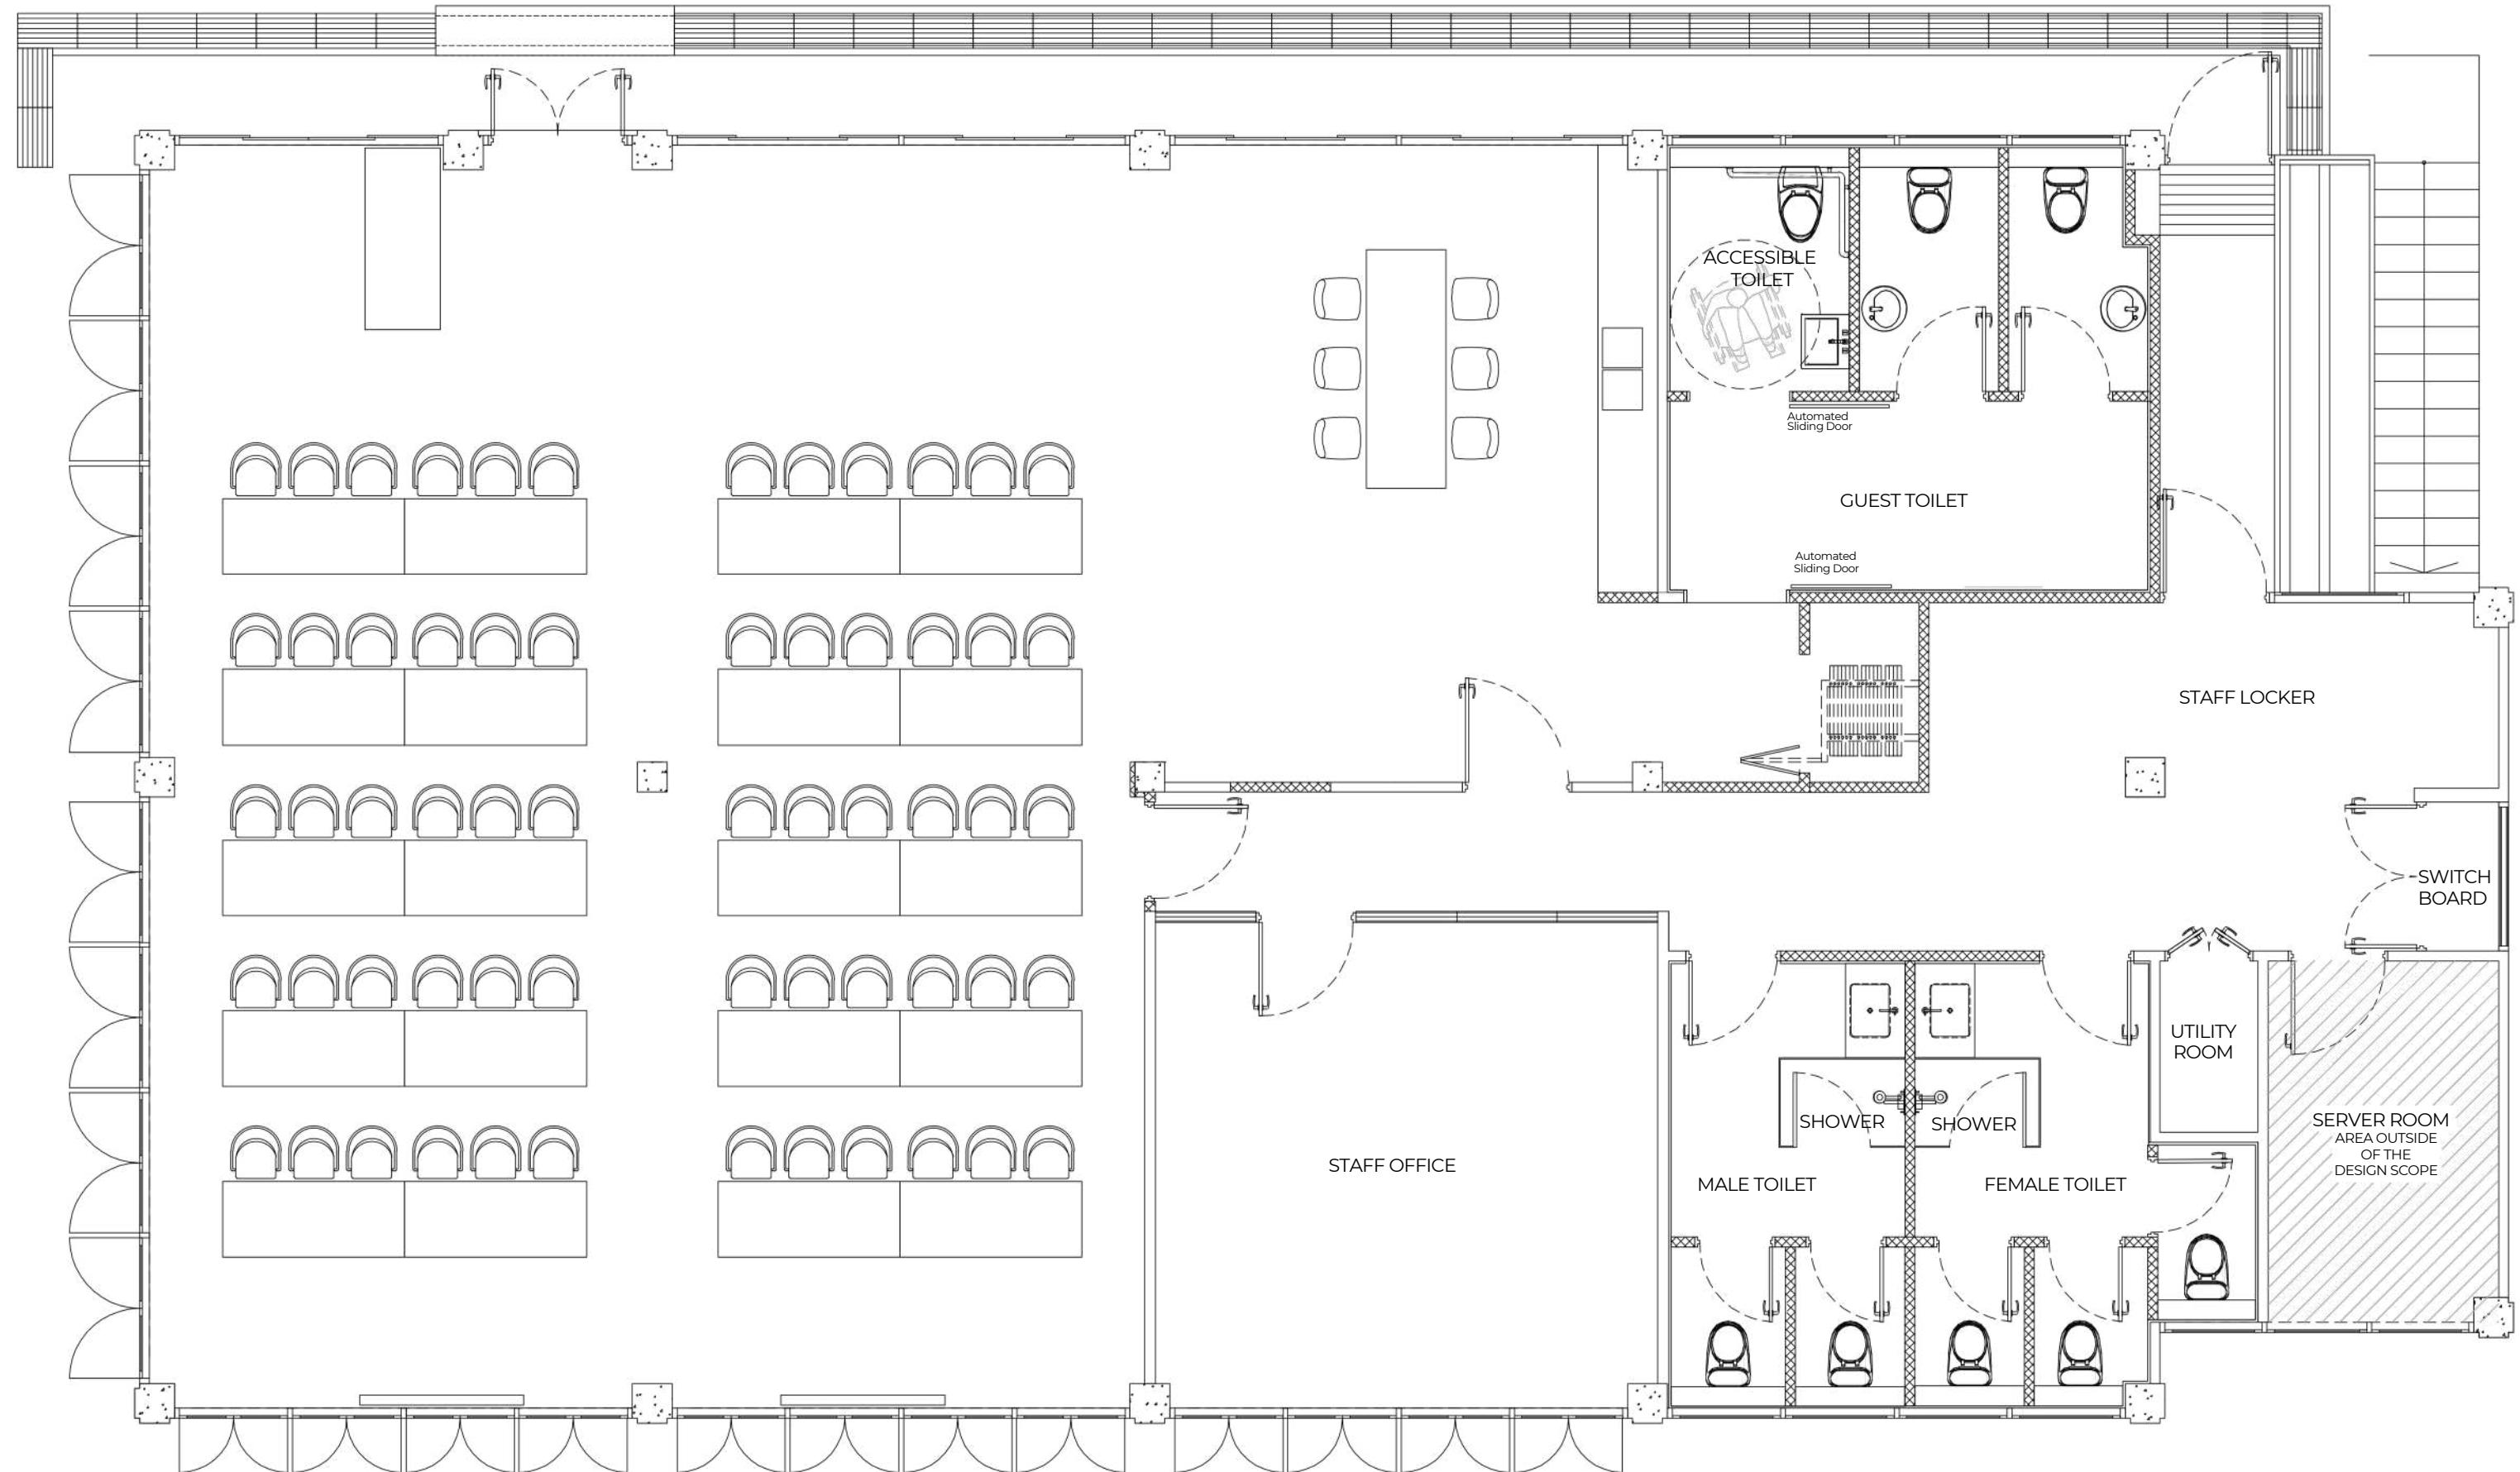 ACCESSIBLE
TOILET
Automated
Sliding Door
GUEST TOILET
Automated
Sliding Door
STAFF LOCKER
SWITCH
BOARD
UTILITY
ROOM
SHOWER
SHOWER
SERVER ROOM
AREA OUTSIDE
OF THE
DESIGN SCOPE
STAFF OFFICE
MALE TOILET
FEMALE TOILET